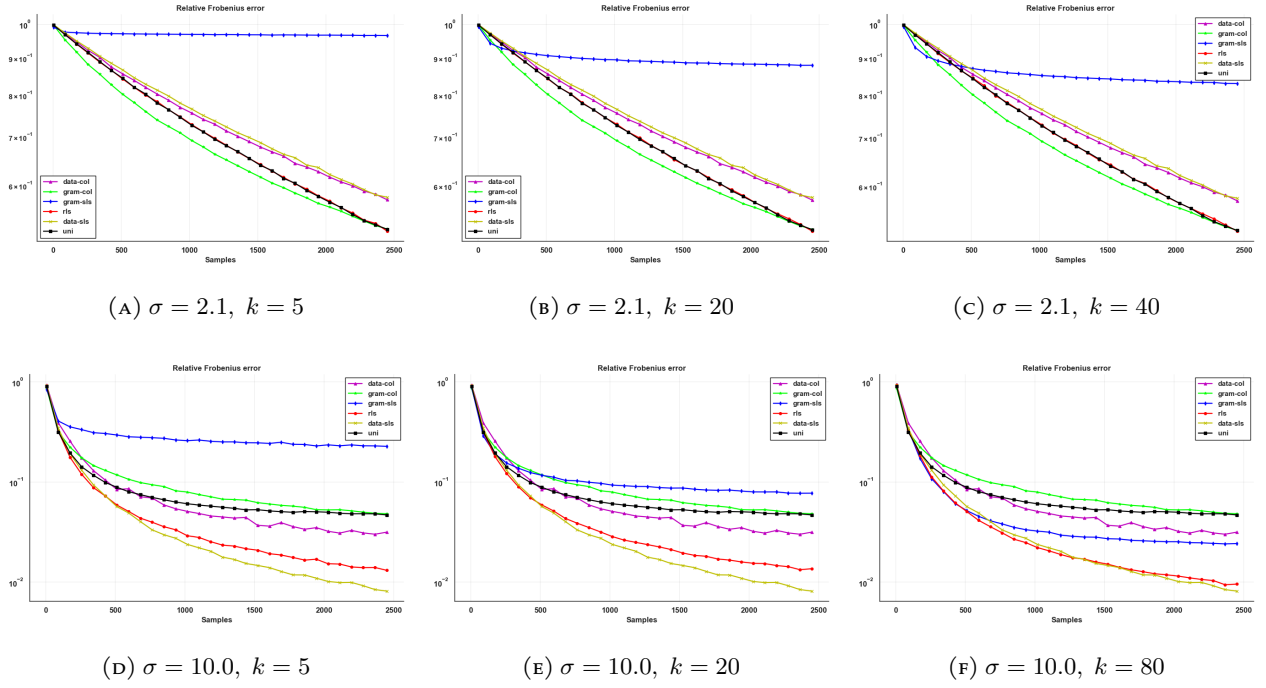 Relative Frobenius error
10⁰
9 × 10⁻¹
8 × 10⁻¹
7 × 10⁻¹
6 × 10⁻¹
data-col
gram-col
gram-sls
rls
data-sls
uni
0 500 1000 1500 2000 2500
Samples
(A) σ = 2.1, k = 5
Relative Frobenius error
10⁰
9 × 10⁻¹
8 × 10⁻¹
7 × 10⁻¹
6 × 10⁻¹
data-col
gram-col
gram-sls
rls
data-sls
uni
0 500 1000 1500 2000 2500
Samples
(B) σ = 2.1, k = 20
Relative Frobenius error
10⁰
9 × 10⁻¹
8 × 10⁻¹
7 × 10⁻¹
6 × 10⁻¹
data-col
gram-col
gram-sls
rls
data-sls
uni
0 500 1000 1500 2000 2500
Samples
(C) σ = 2.1, k = 40
Relative Frobenius error
10⁰
10⁻¹
10⁻²
data-col
gram-col
gram-sls
rls
data-sls
uni
0 500 1000 1500 2000 2500
Samples
(D) σ = 10.0, k = 5
Relative Frobenius error
10⁰
10⁻¹
10⁻²
data-col
gram-col
gram-sls
rls
data-sls
uni
0 500 1000 1500 2000 2500
Samples
(E) σ = 10.0, k = 20
Relative Frobenius error
10⁰
10⁻¹
10⁻²
data-col
gram-col
gram-sls
rls
data-sls
uni
0 500 1000 1500 2000 2500
Samples
(F) σ = 10.0, k = 80